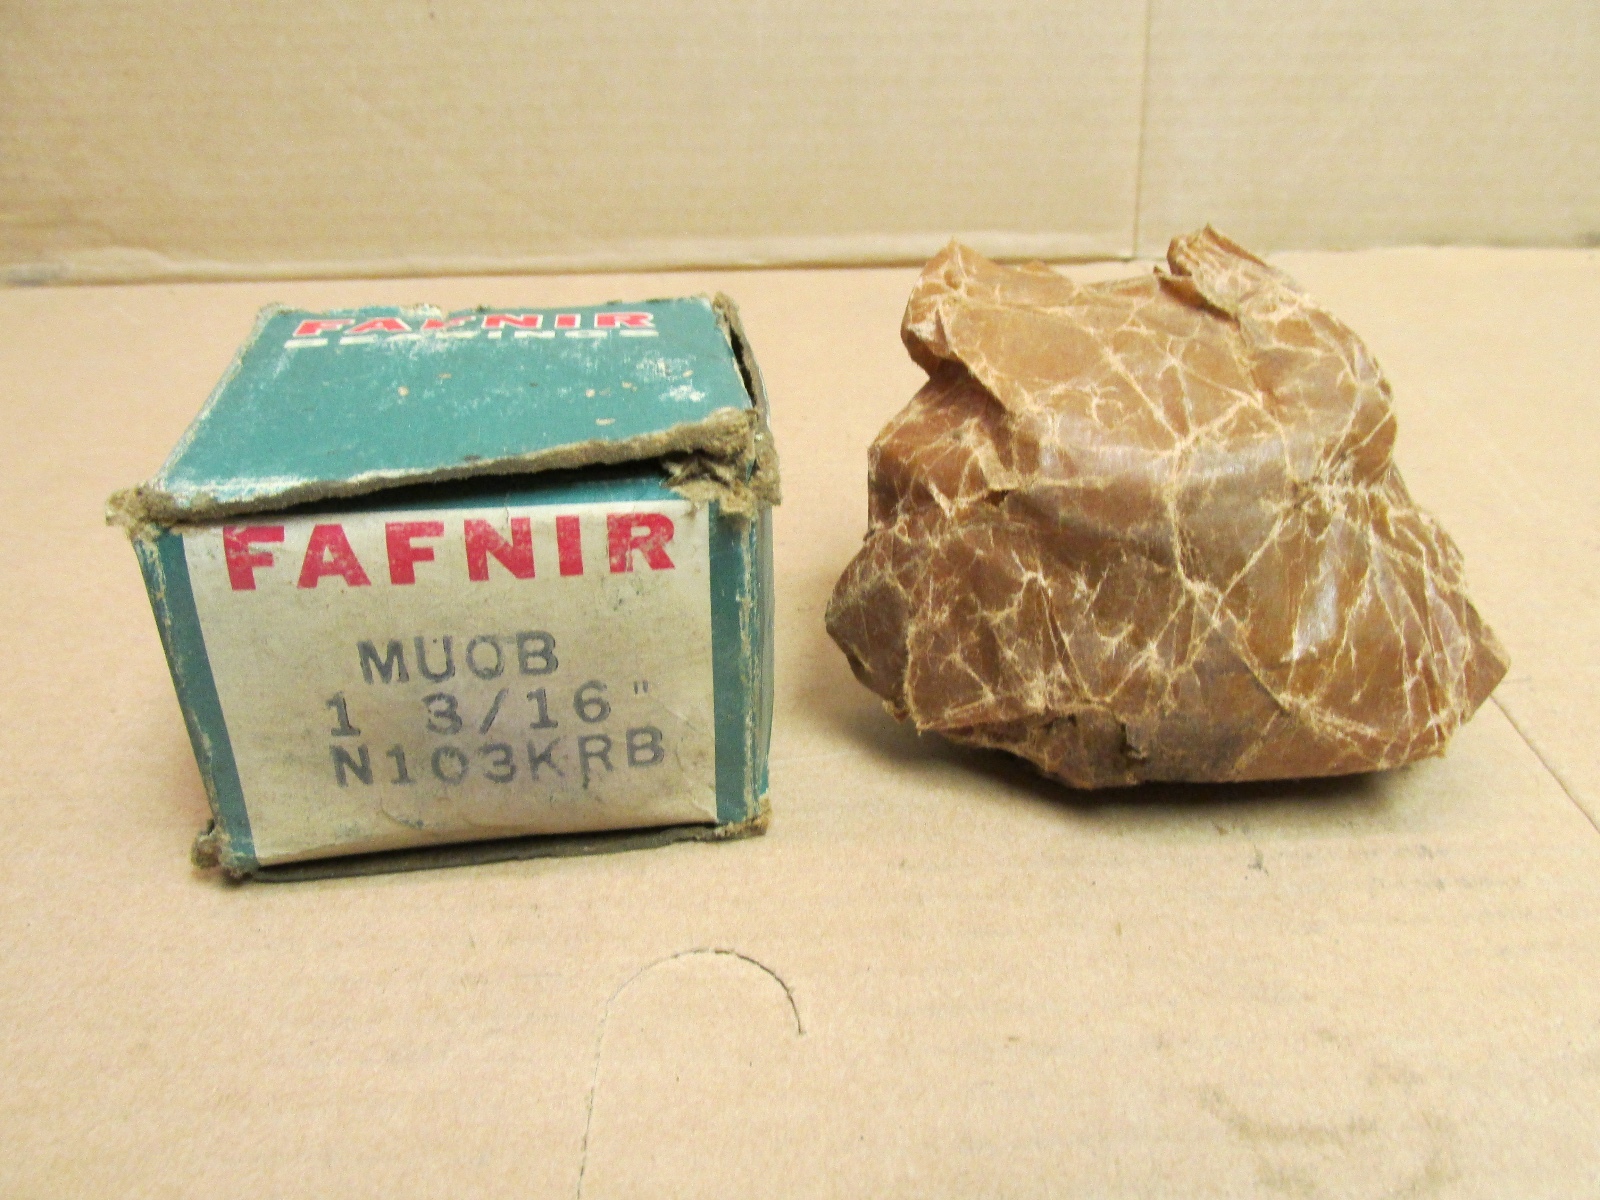 FAFNIR
BEARINGS
FAFNIR
MUOB
1 3/16"
N103KRB